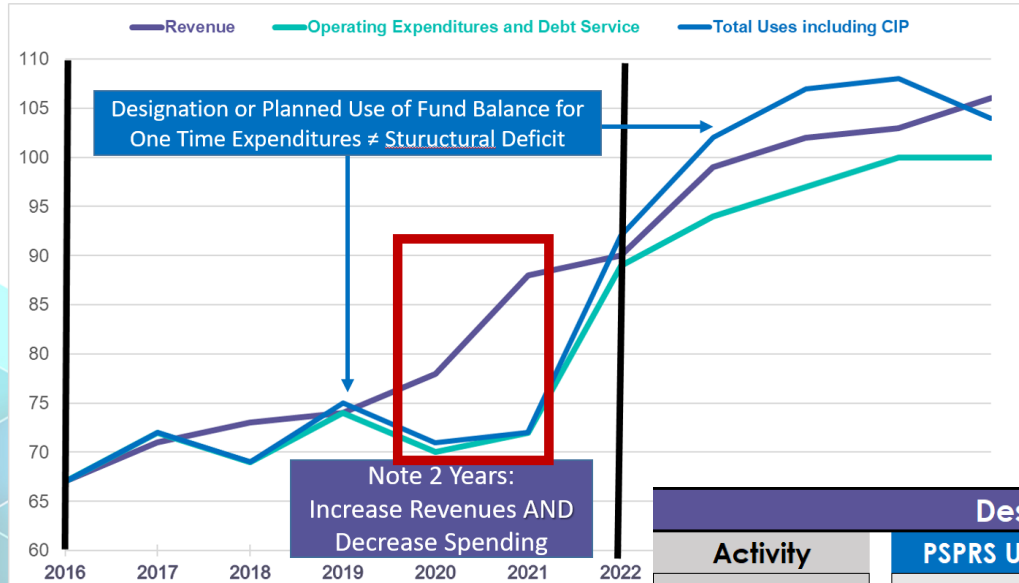 Revenue Operating Expenditures and Debt Service Total Uses including CIP
110
105
100
95
90
85
80
75
70
65
60
Designation or Planned Use of Fund Balance for
One Time Expenditures ≠ Stuructural Deficit
Note 2 Years:
Increase Revenues AND
Decrease Spending
2016 2017 2018 2019 2020 2021 2022
Des
Activity PSPRS U